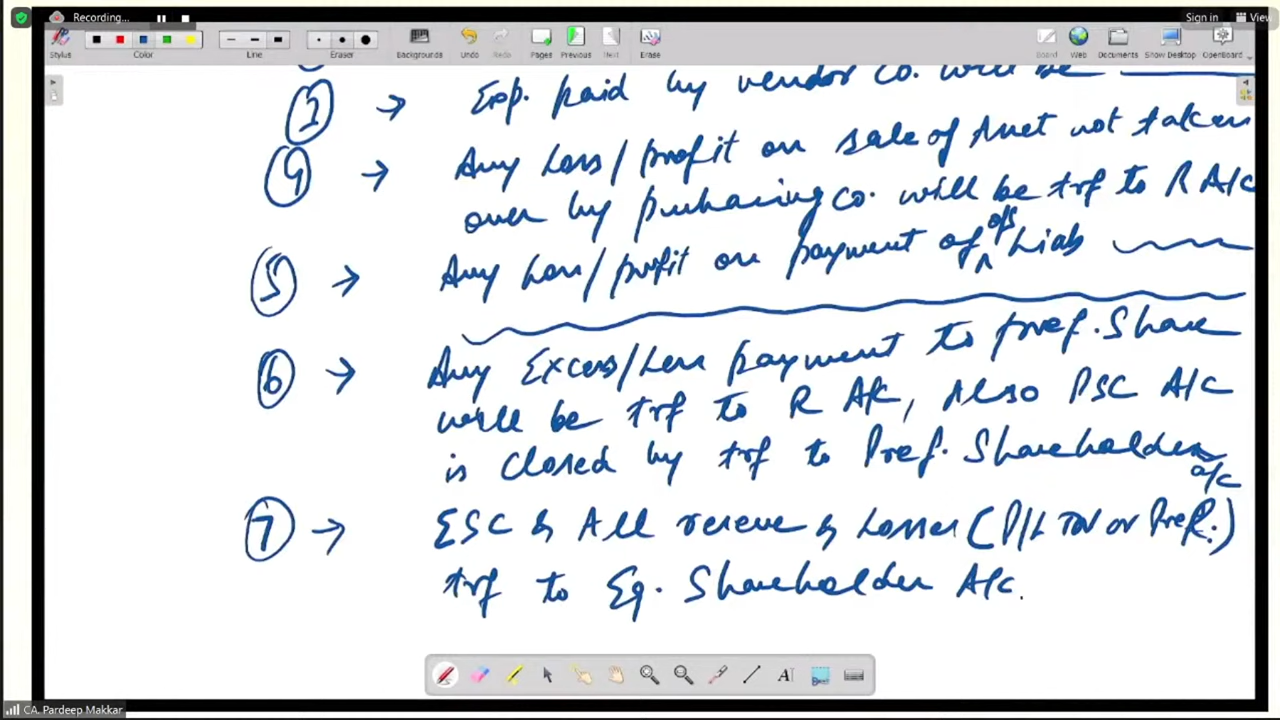 Recording...
Sign in
View
Stylus
Color
Line
Eraser
Backgrounds
Undo
Redo
Pages
Previous
Next
Erase
Board
Web
Documents
Show Desktop
OpenBoard
3 → Exp. paid by vendor Co. will be
4 → Any Loss/profit on sale of Asset not taken
over by purchasing co. will be trf to R A/c
5 → Any Loss/profit on payment of o/s Liab
6 → Any Excess/Less payment to pref. Share
will be trf to R A/c, Also PSC A/C
is closed by trf to Pref. Shareholders
a/c
7 → ESC & All reserve & Losses (P/L
trf to Eq. Shareholder A/c.
CA. Pardeep Makkar